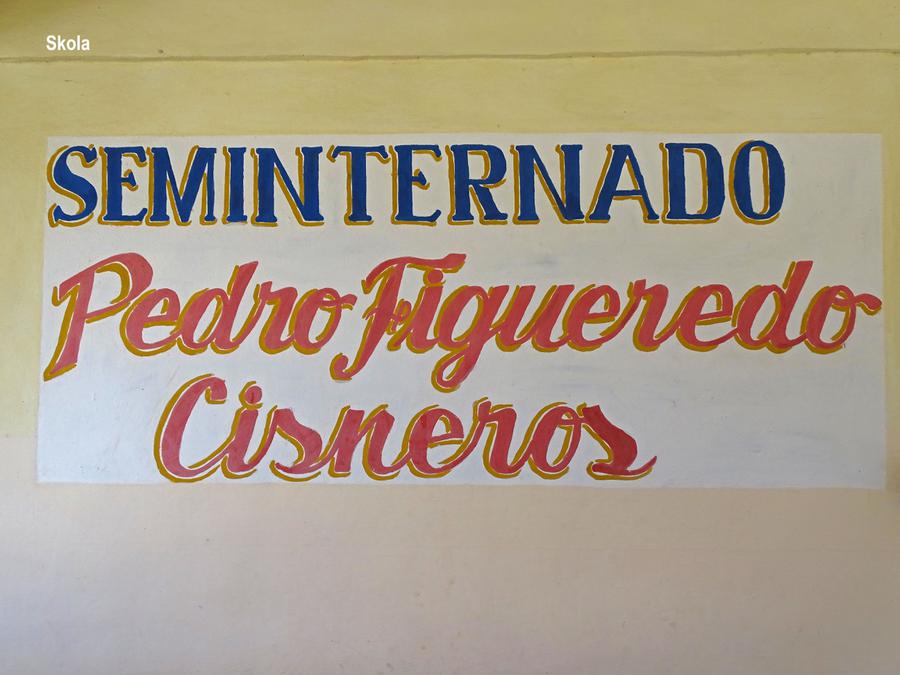 Skola
SEMINTERNADO
Pedro Figueredo
Cisneros